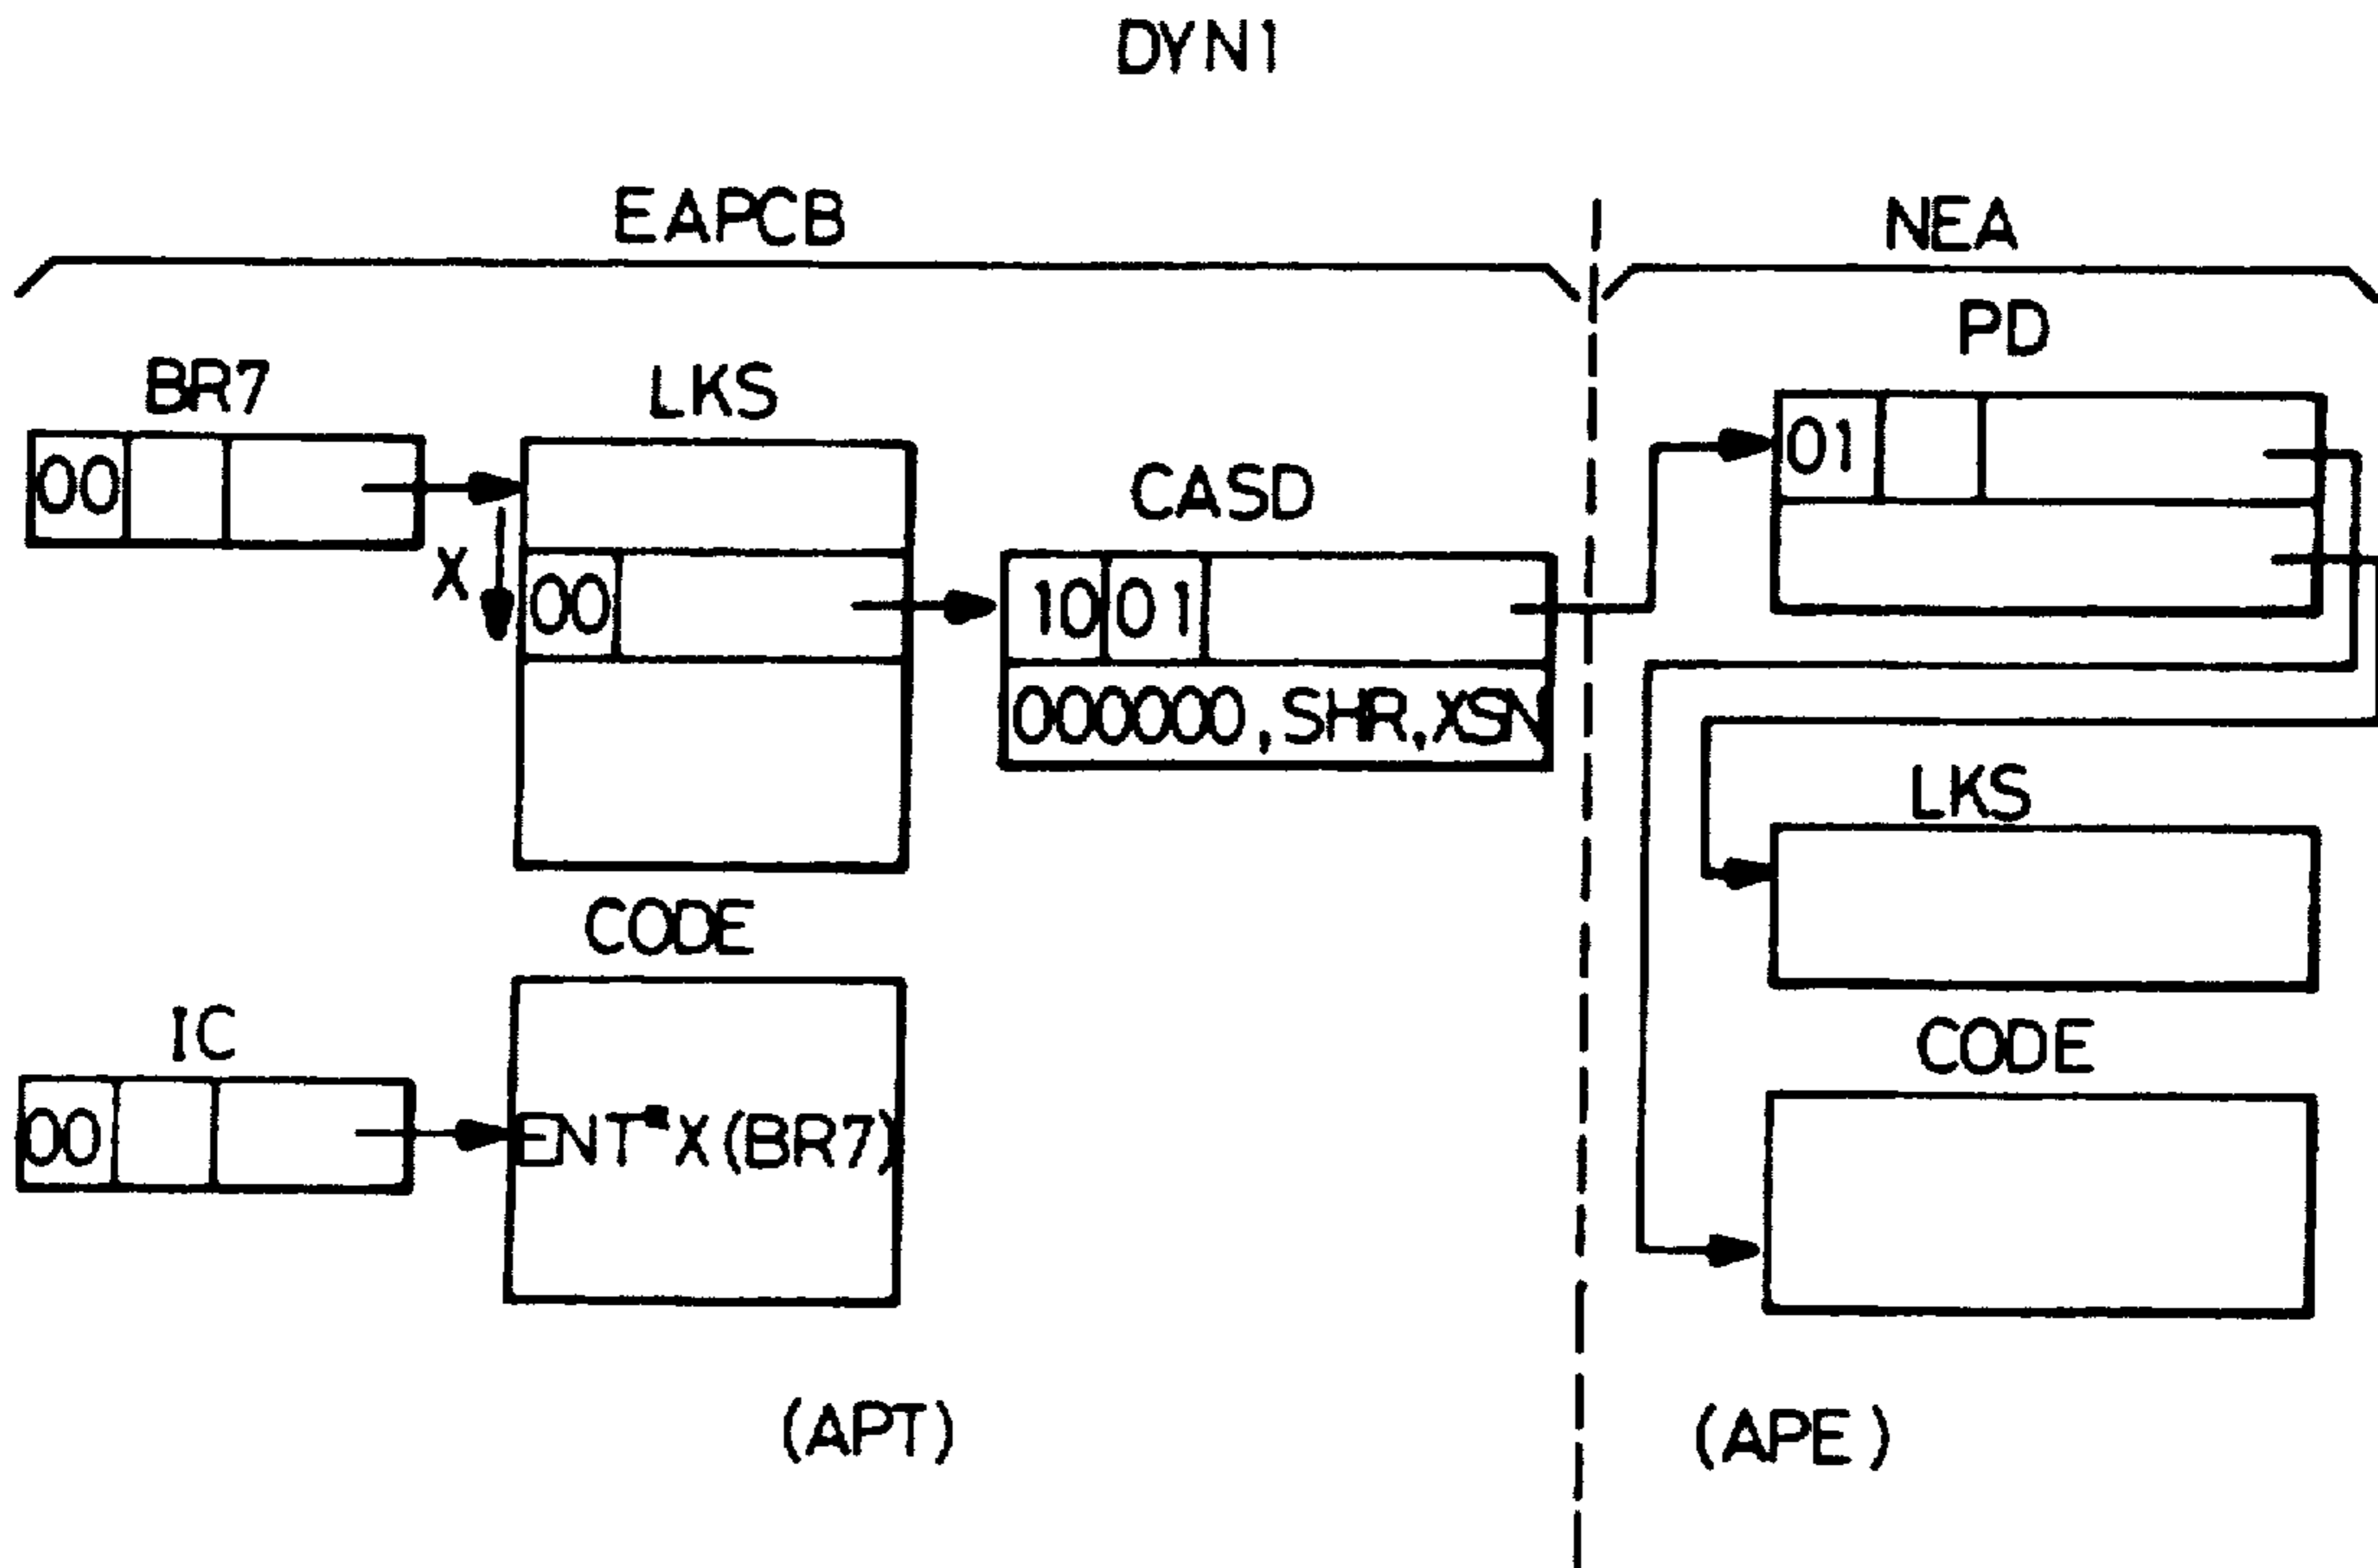 DYN1
EAPCB
NEA
PD
BR7
LKS
01
00
CASD
X
00
10 01
000000,SHR,XSN
LKS
CODE
IC
CODE
00
ENT X(BR7)
(APT)
(APE)